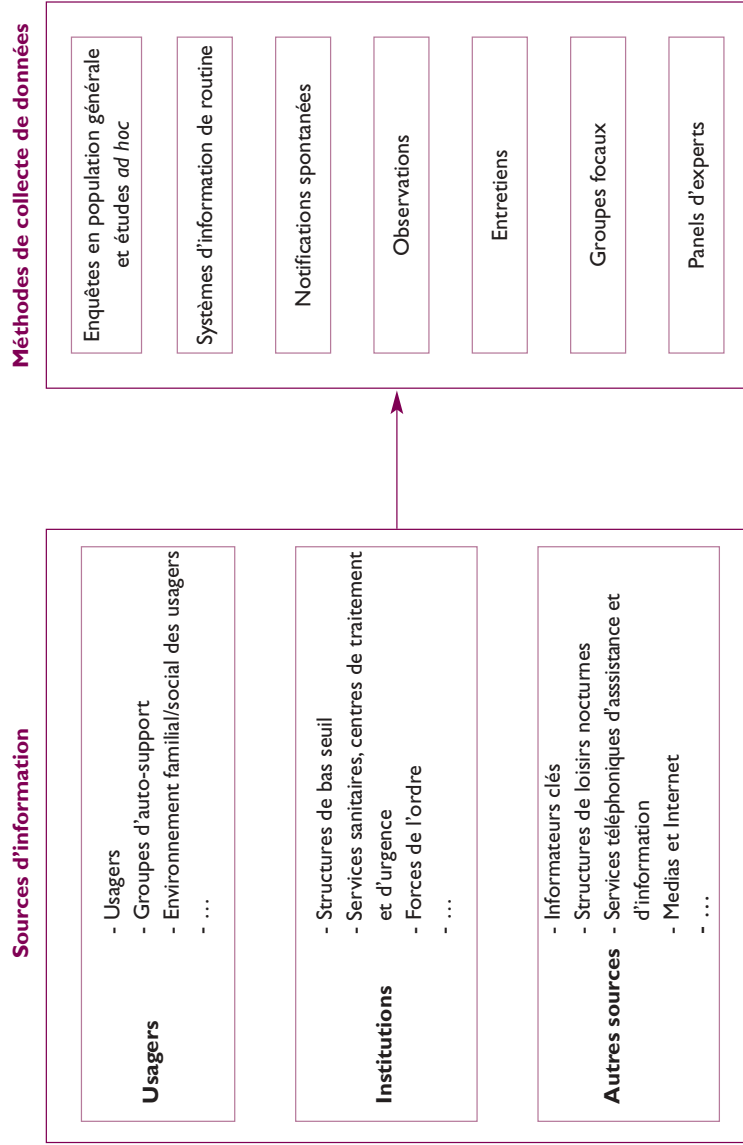 Sources d'information
Usagers
- Usagers
- Groupes d'auto-support
- Environnement familial/social des usagers
- …
Institutions
- Structures de bas seuil
- Services sanitaires, centres de traitement
et d'urgence
- Forces de l'ordre
- …
Autres sources
- Informateurs clés
- Structures de loisirs nocturnes
- Services téléphoniques d'asssistance et
d'information
- Medias et Internet
- …
Méthodes de collecte de données
Enquêtes en population générale
et études ad hoc
Systèmes d'information de routine
Notifications spontanées
Observations
Entretiens
Groupes focaux
Panels d'experts